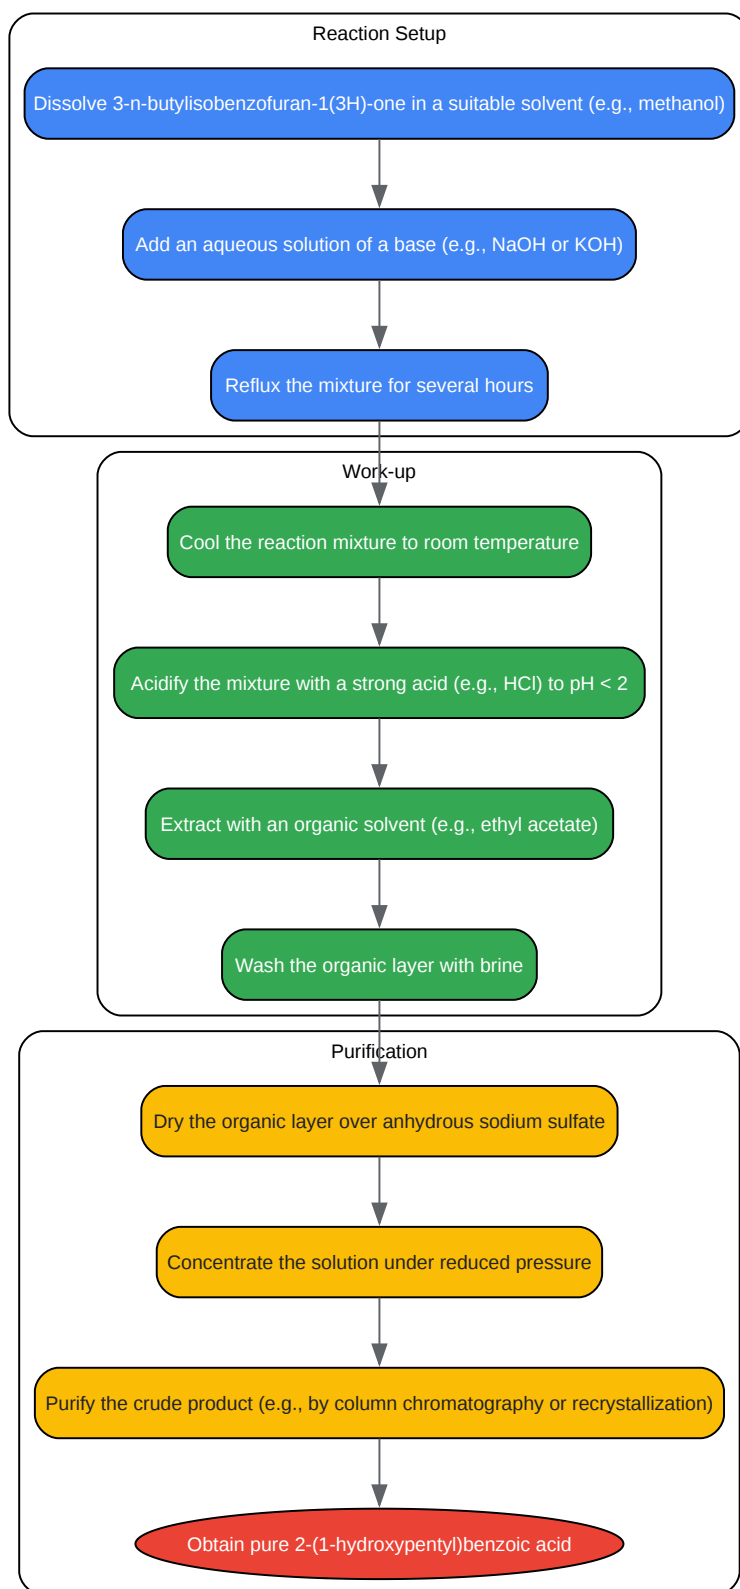 Reaction Setup
Dissolve 3-n-butylisobenzofuran-1(3H)-one in a suitable solvent (e.g., methanol)
Add an aqueous solution of a base (e.g., NaOH or KOH)
Reflux the mixture for several hours
Work-up
Cool the reaction mixture to room temperature
Acidify the mixture with a strong acid (e.g., HCl) to pH < 2
Extract with an organic solvent (e.g., ethyl acetate)
Wash the organic layer with brine
Purification
Dry the organic layer over anhydrous sodium sulfate
Concentrate the solution under reduced pressure
Purify the crude product (e.g., by column chromatography or recrystallization)
Obtain pure 2-(1-hydroxypentyl)benzoic acid